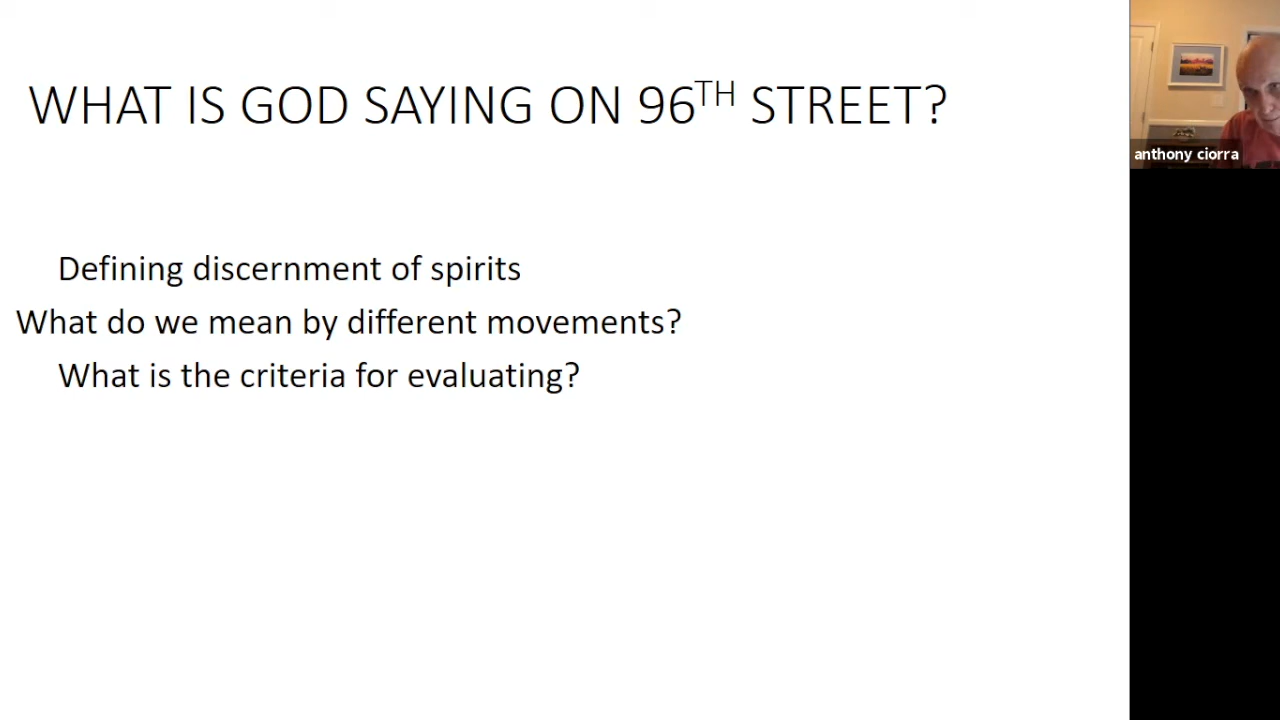 WHAT IS GOD SAYING ON 96TH STREET?
Defining discernment of spirits
What do we mean by different movements?
What is the criteria for evaluating?
anthony ciorra